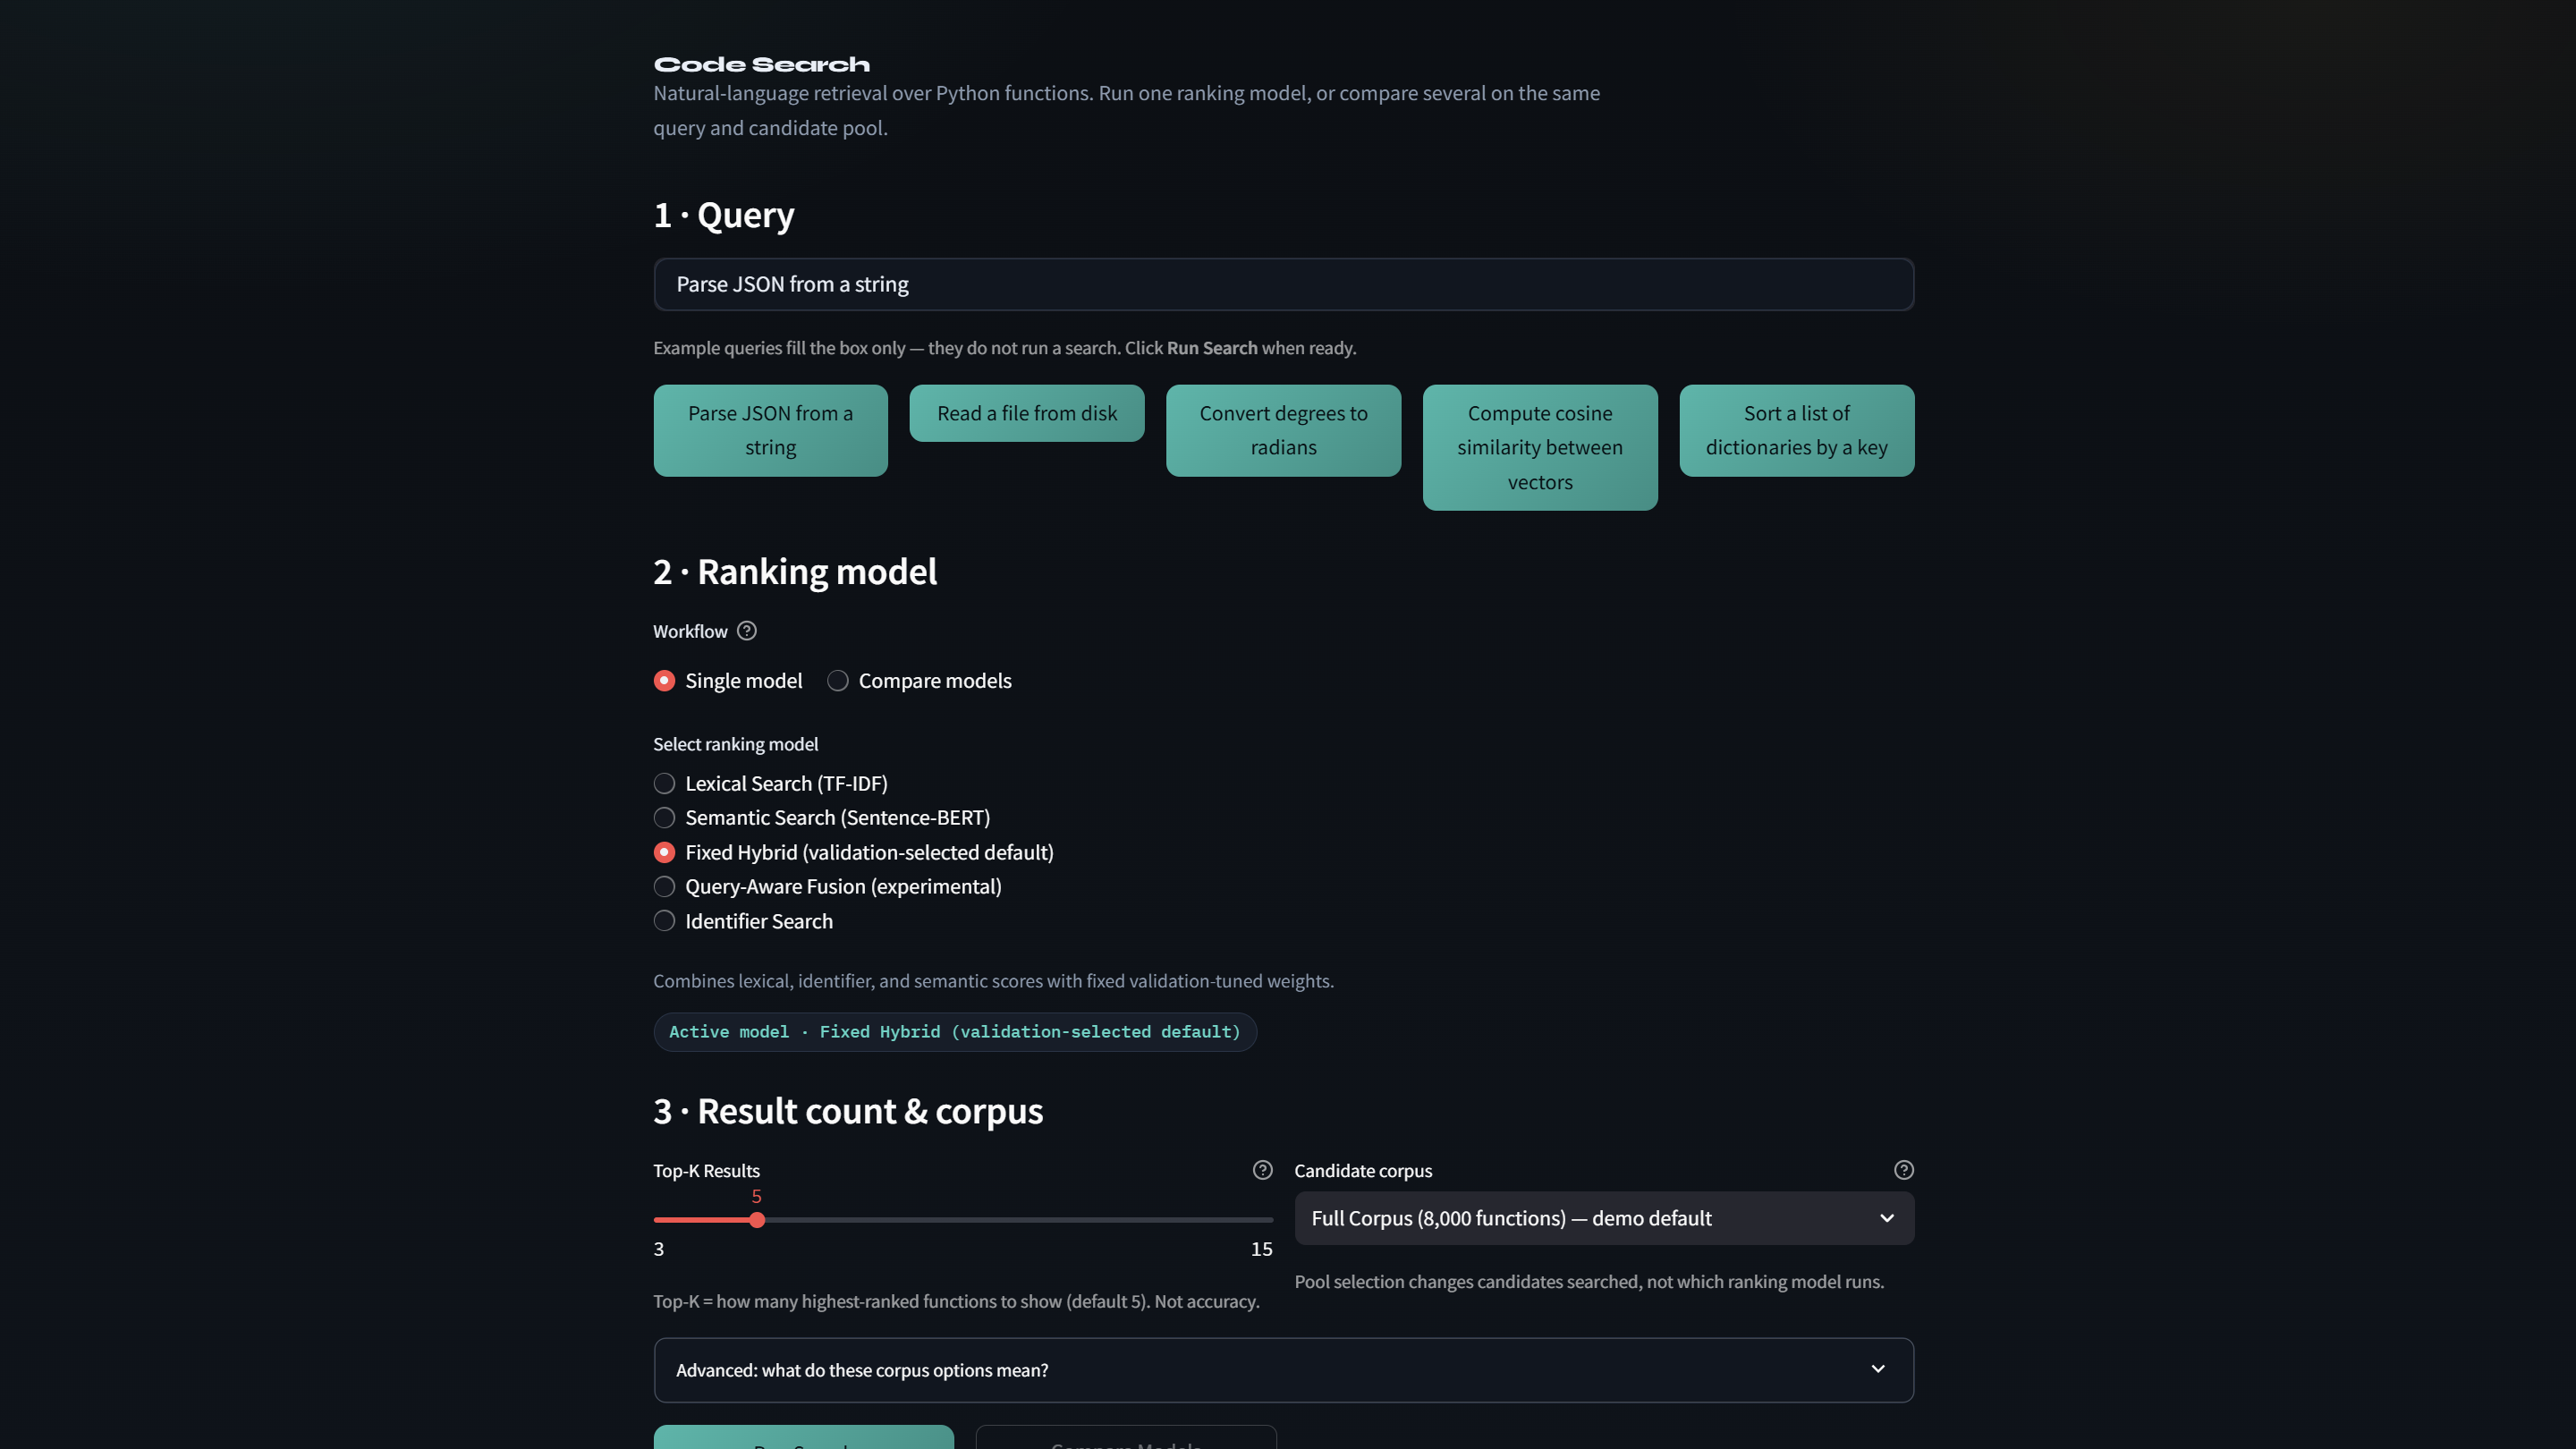 Code Search
Natural-language retrieval over Python functions. Run one ranking model, or compare several on the same
query and candidate pool.
1 · Query
Parse JSON from a string
Example queries fill the box only — they do not run a search. Click Run Search when ready.
Parse JSON from a
string
Read a file from disk
Convert degrees to
radians
Compute cosine
similarity between
vectors
Sort a list of
dictionaries by a key
2 · Ranking model
Workflow
Single model
Compare models
Select ranking model
Lexical Search (TF-IDF)
Semantic Search (Sentence-BERT)
Fixed Hybrid (validation-selected default)
Query-Aware Fusion (experimental)
Identifier Search
Combines lexical, identifier, and semantic scores with fixed validation-tuned weights.
Active model · Fixed Hybrid (validation-selected default)
3 · Result count & corpus
Top-K Results
5
3
15
Top-K = how many highest-ranked functions to show (default 5). Not accuracy.
Candidate corpus
Full Corpus (8,000 functions) — demo default
Pool selection changes candidates searched, not which ranking model runs.
Advanced: what do these corpus options mean?